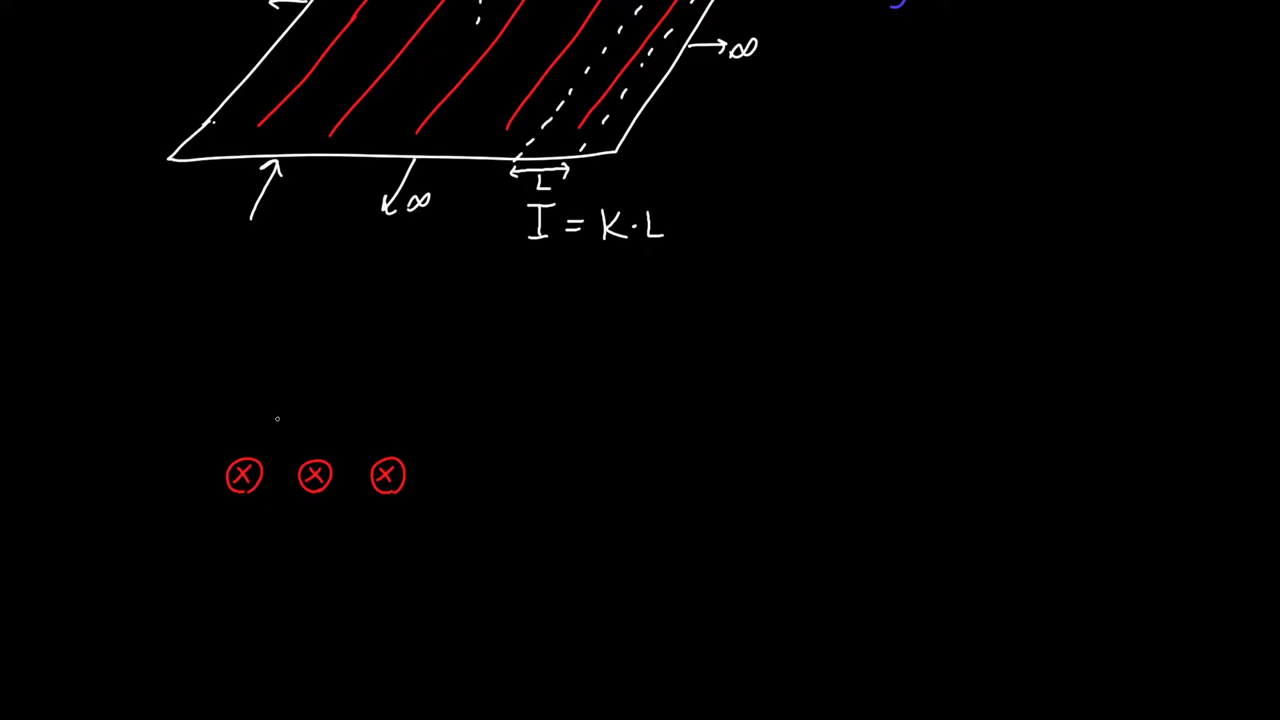 ∞
∞
L
I = K·L